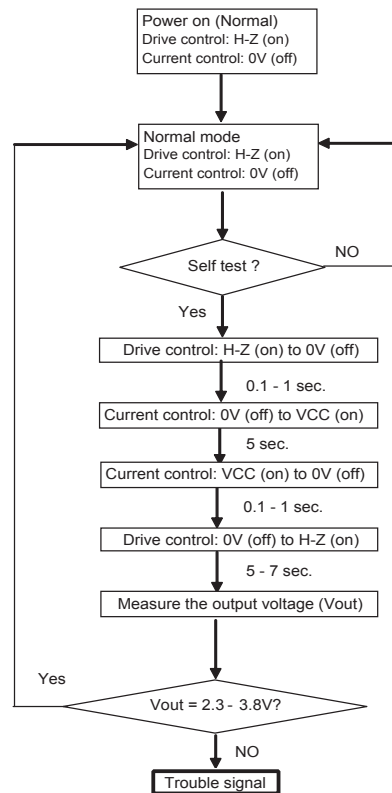 Power on (Normal)
Drive control: H-Z (on)
Current control: 0V (off)
Normal mode
Drive control: H-Z (on)
Current control: 0V (off)
Self test ?
NO
Yes
Drive control: H-Z (on) to 0V (off)
0.1 - 1 sec.
Current control: 0V (off) to VCC (on)
5 sec.
Current control: VCC (on) to 0V (off)
0.1 - 1 sec.
Drive control: 0V (off) to H-Z (on)
5 - 7 sec.
Measure the output voltage (Vout)
Yes
Vout = 2.3 - 3.8V?
NO
Trouble signal